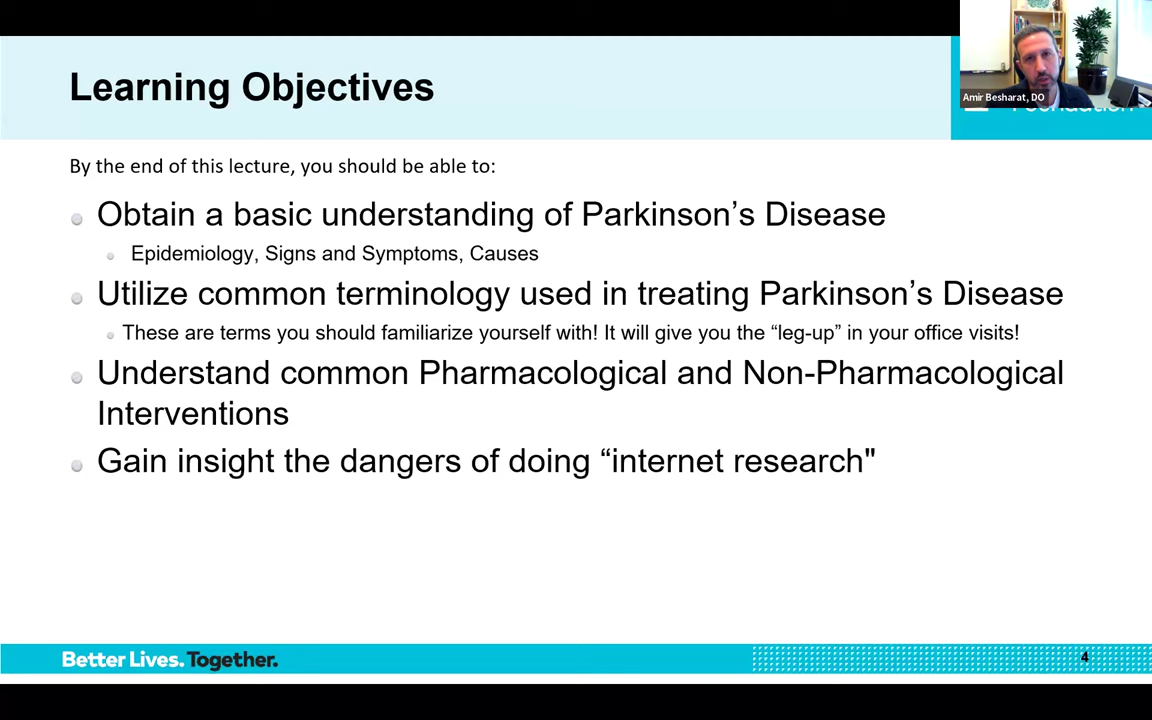 Learning Objectives
Amir Besharat, DO
By the end of this lecture, you should be able to:
Obtain a basic understanding of Parkinson’s Disease
Epidemiology, Signs and Symptoms, Causes
Utilize common terminology used in treating Parkinson’s Disease
These are terms you should familiarize yourself with! It will give you the “leg-up” in your office visits!
Understand common Pharmacological and Non-Pharmacological
Interventions
Gain insight the dangers of doing “internet research"
Better Lives. Together.
4